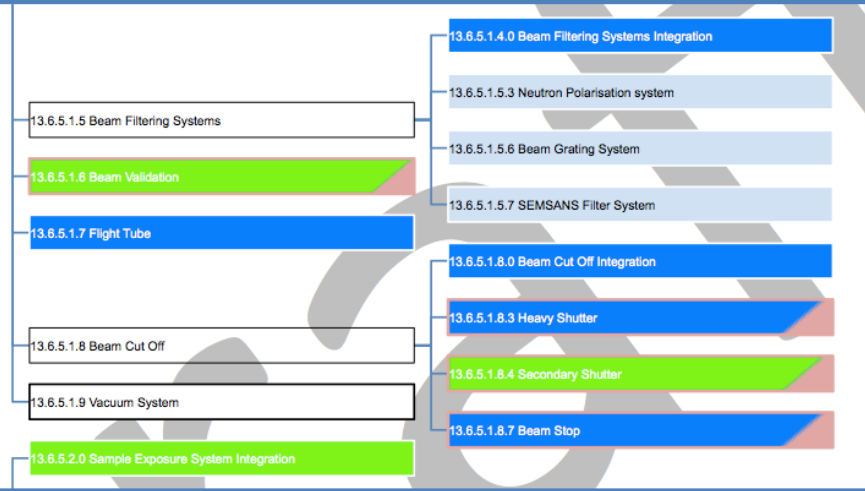 13.6.5.1.4.0 Beam Filtering Systems Integration
13.6.5.1.5.3 Neutron Polarisation system
13.6.5.1.5 Beam Filtering Systems
13.6.5.1.5.6 Beam Grating System
13.6.5.1.6 Beam Validation
13.6.5.1.5.7 SEMSANS Filter System
13.6.5.1.7 Flight Tube
13.6.5.1.8.0 Beam Cut Off Integration
13.6.5.1.8.3 Heavy Shutter
13.6.5.1.8 Beam Cut Off
13.6.5.1.8.4 Secondary Shutter
13.6.5.1.9 Vacuum System
13.6.5.1.8.7 Beam Stop
13.6.5.2.0 Sample Exposure System Integration